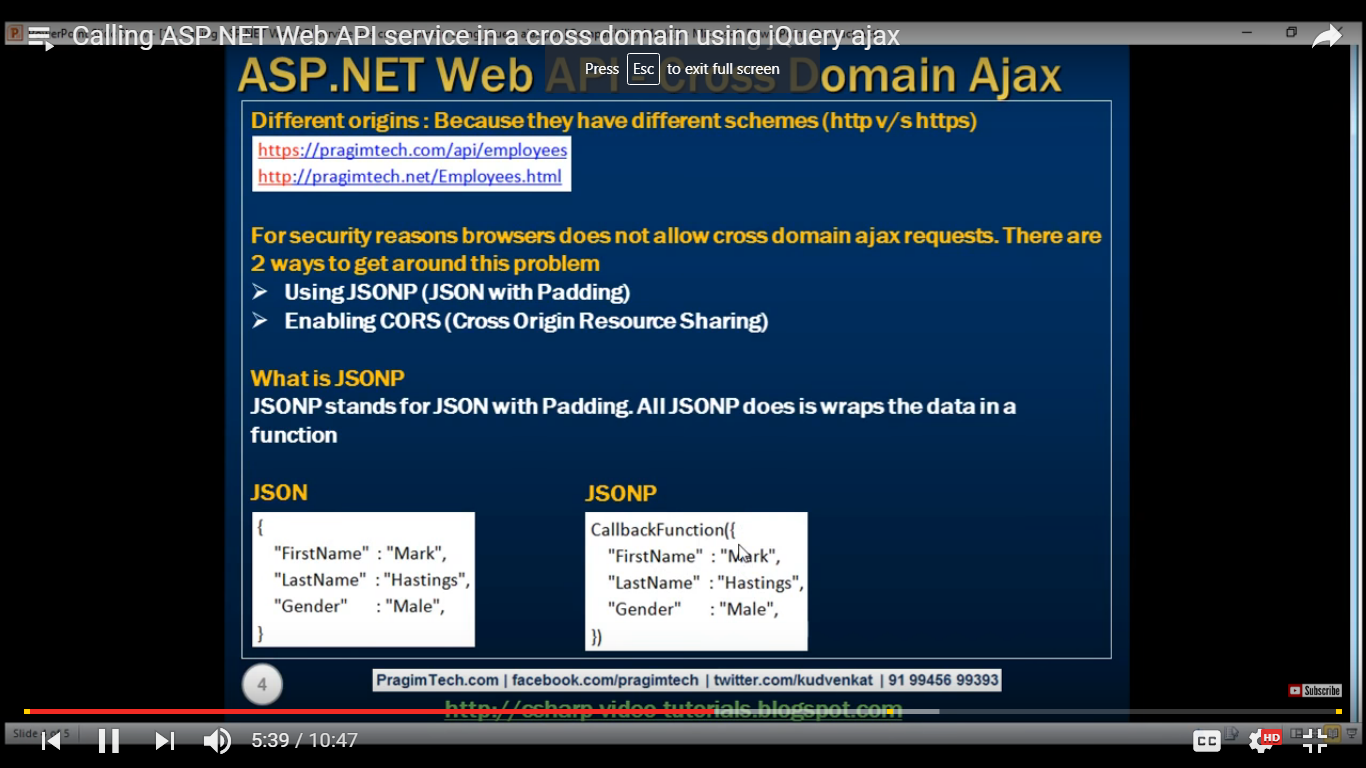 Calling ASP.NET Web API service in a cross domain using jQuery ajax
Press Esc to exit full screen
ASP.NET Web API - Cross Domain Ajax
Different origins : Because they have different schemes (http v/s https)
https://pragimtech.com/api/employees
http://pragimtech.net/Employees.html
For security reasons browsers does not allow cross domain ajax requests. There are
2 ways to get around this problem
Using JSONP (JSON with Padding)
Enabling CORS (Cross Origin Resource Sharing)
What is JSONP
JSONP stands for JSON with Padding. All JSONP does is wraps the data in a
function
JSON
{
"FirstName" : "Mark",
"LastName" : "Hastings",
"Gender" : "Male",
}
JSONP
CallbackFunction({
"FirstName" : "Mark",
"LastName" : "Hastings",
"Gender" : "Male",
})
4
PragimTech.com | facebook.com/pragimtech | twitter.com/kudvenkat | 91 99456 99393
Subscribe
http://csharp-video-tutorials.blogspot.com
5:39 / 10:47
CC
HD